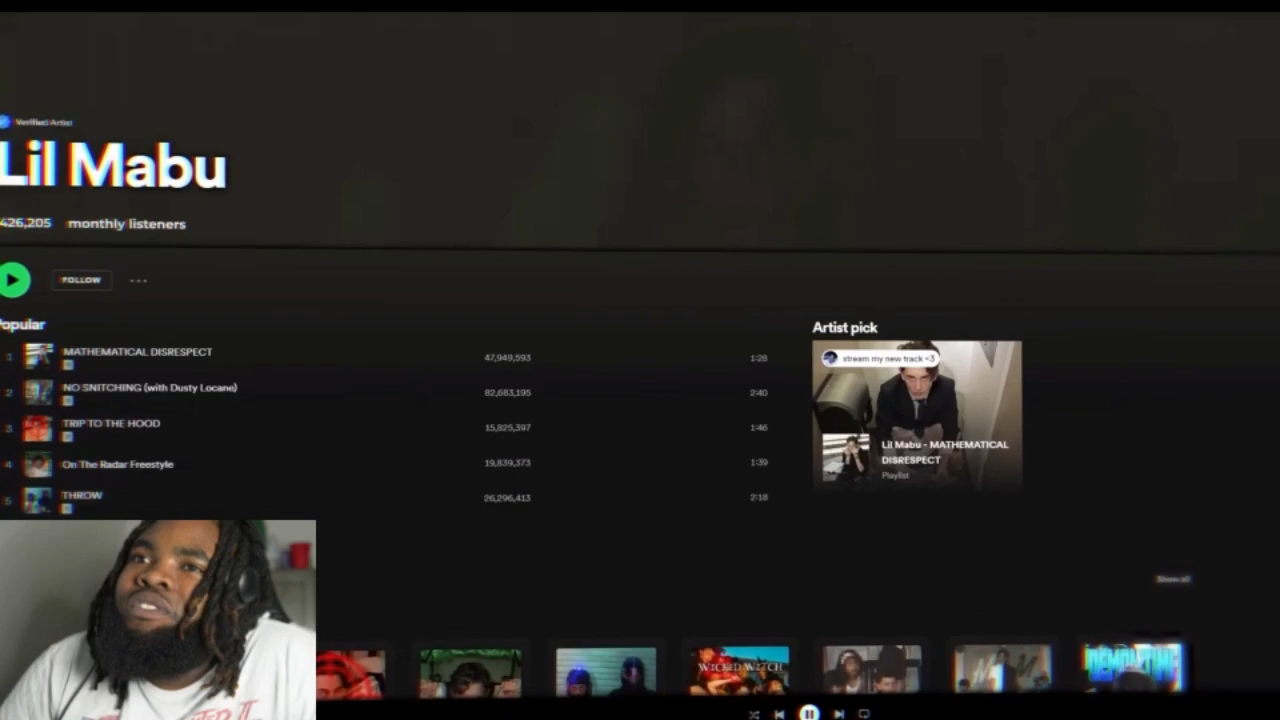 Verified Artist
Lil Mabu
426,205 monthly listeners
FOLLOW
Popular
1 MATHEMATICAL DISRESPECT 47,949,593 1:28
E
2 NO SNITCHING (with Dusty Locane) 82,683,195 2:40
E
3 TRIP TO THE HOOD 15,825,397 1:46
E
4 On The Radar Freestyle 19,839,373 1:39
5 THROW 26,296,413 2:18
E
Artist pick
stream my new track <3
Lil Mabu - MATHEMATICAL
DISRESPECT
Playlist
Show all
WICKED WITCH
DEMON TIME